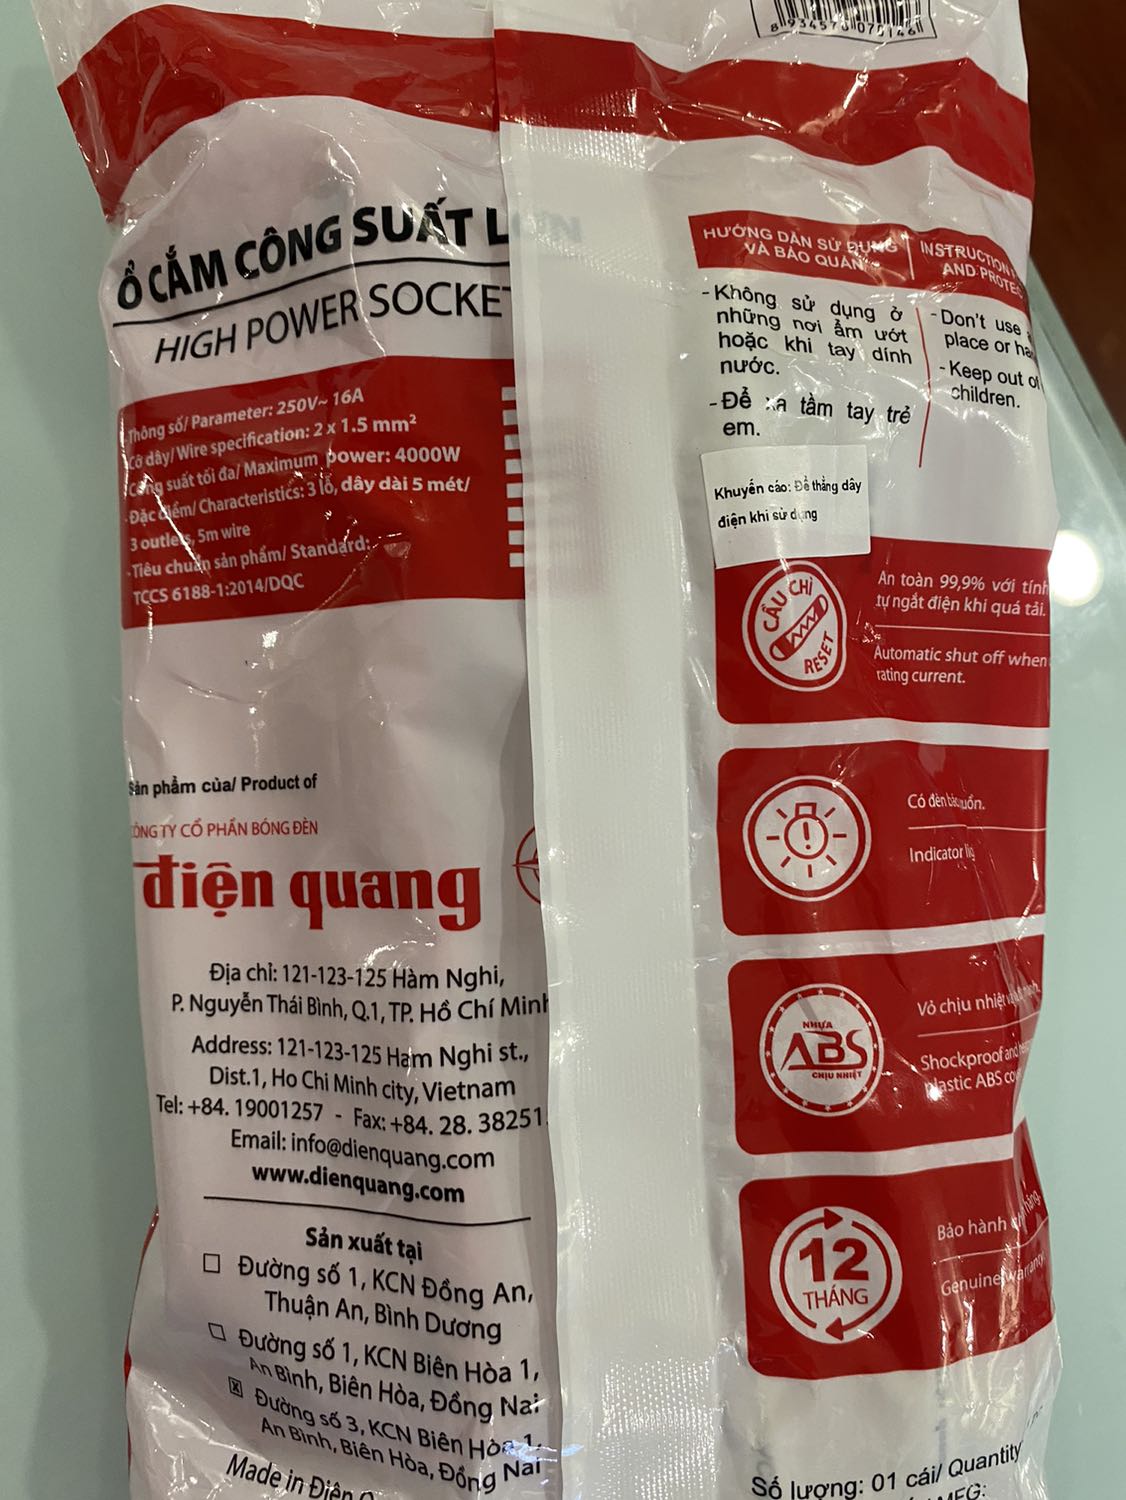 Ổ CẮM CÔNG SUẤT
HIGH POWER SOCKET
Thông số/ Parameter: 250V~ 16A
Cỡ dây/ Wire specification: 2 x 1.5 mm²
Công suất tối đa/ Maximum power: 4000W
-Đặc điểm/ Characteristics: 3 lỗ, dây dài 5 mét/
3 outlets, 5m wire
-Tiêu chuẩn sản phẩm/ Standard:
TCCS 6188-1:2014/DQC
Sản phẩm của/ Product of
CÔNG TY CỔ PHẦN BÓNG ĐÈN
điện quang
Địa chỉ: 121-123-125 Hàm Nghi,
P. Nguyễn Thái Bình, Q.1, TP. Hồ Chí Minh
Address: 121-123-125 Ham Nghi st.,
Dist.1, Ho Chi Minh city, Vietnam
Tel: +84. 19001257 - Fax: +84. 28. 38251
Email: info@dienquang.com
www.dienquang.com
Sản xuất tại
Đường số 1, KCN Đồng An,
Thuận An, Bình Dương
Đường số 1, KCN Biên Hòa 1,
An Bình, Biên Hòa, Đồng Nai
Đường số 3, KCN Biên Hòa 1,
An Bình, Biên Hòa, Đồng Nai
Made in Điện
HƯỚNG DẪN SỬ DỤNG
VÀ BẢO QUẢN
INSTRUCTION
AND
-Không sử dụng ở
những nơi ẩm ướt
hoặc khi tay dính
nước.
-Để xa tầm tay trẻ
em.
-Don't use
place or
-Keep out of
children.
Khuyến cáo: Để thẳng dây
điện khi sử dụng
CẦU CHÌ
RESET
An toàn 99,9% với tính
tự ngắt điện khi quá tải.
Automatic shut off when
rating current.
Có đèn báo
Indicator
NHỰA
ABS
CHỊU NHIỆT
Vỏ chịu nhiệt
Shockproof and
plastic ABS
12
THÁNG
Bảo hành
Genuine warranty
Số lượng: 01 cái/ Quantity
MFG: